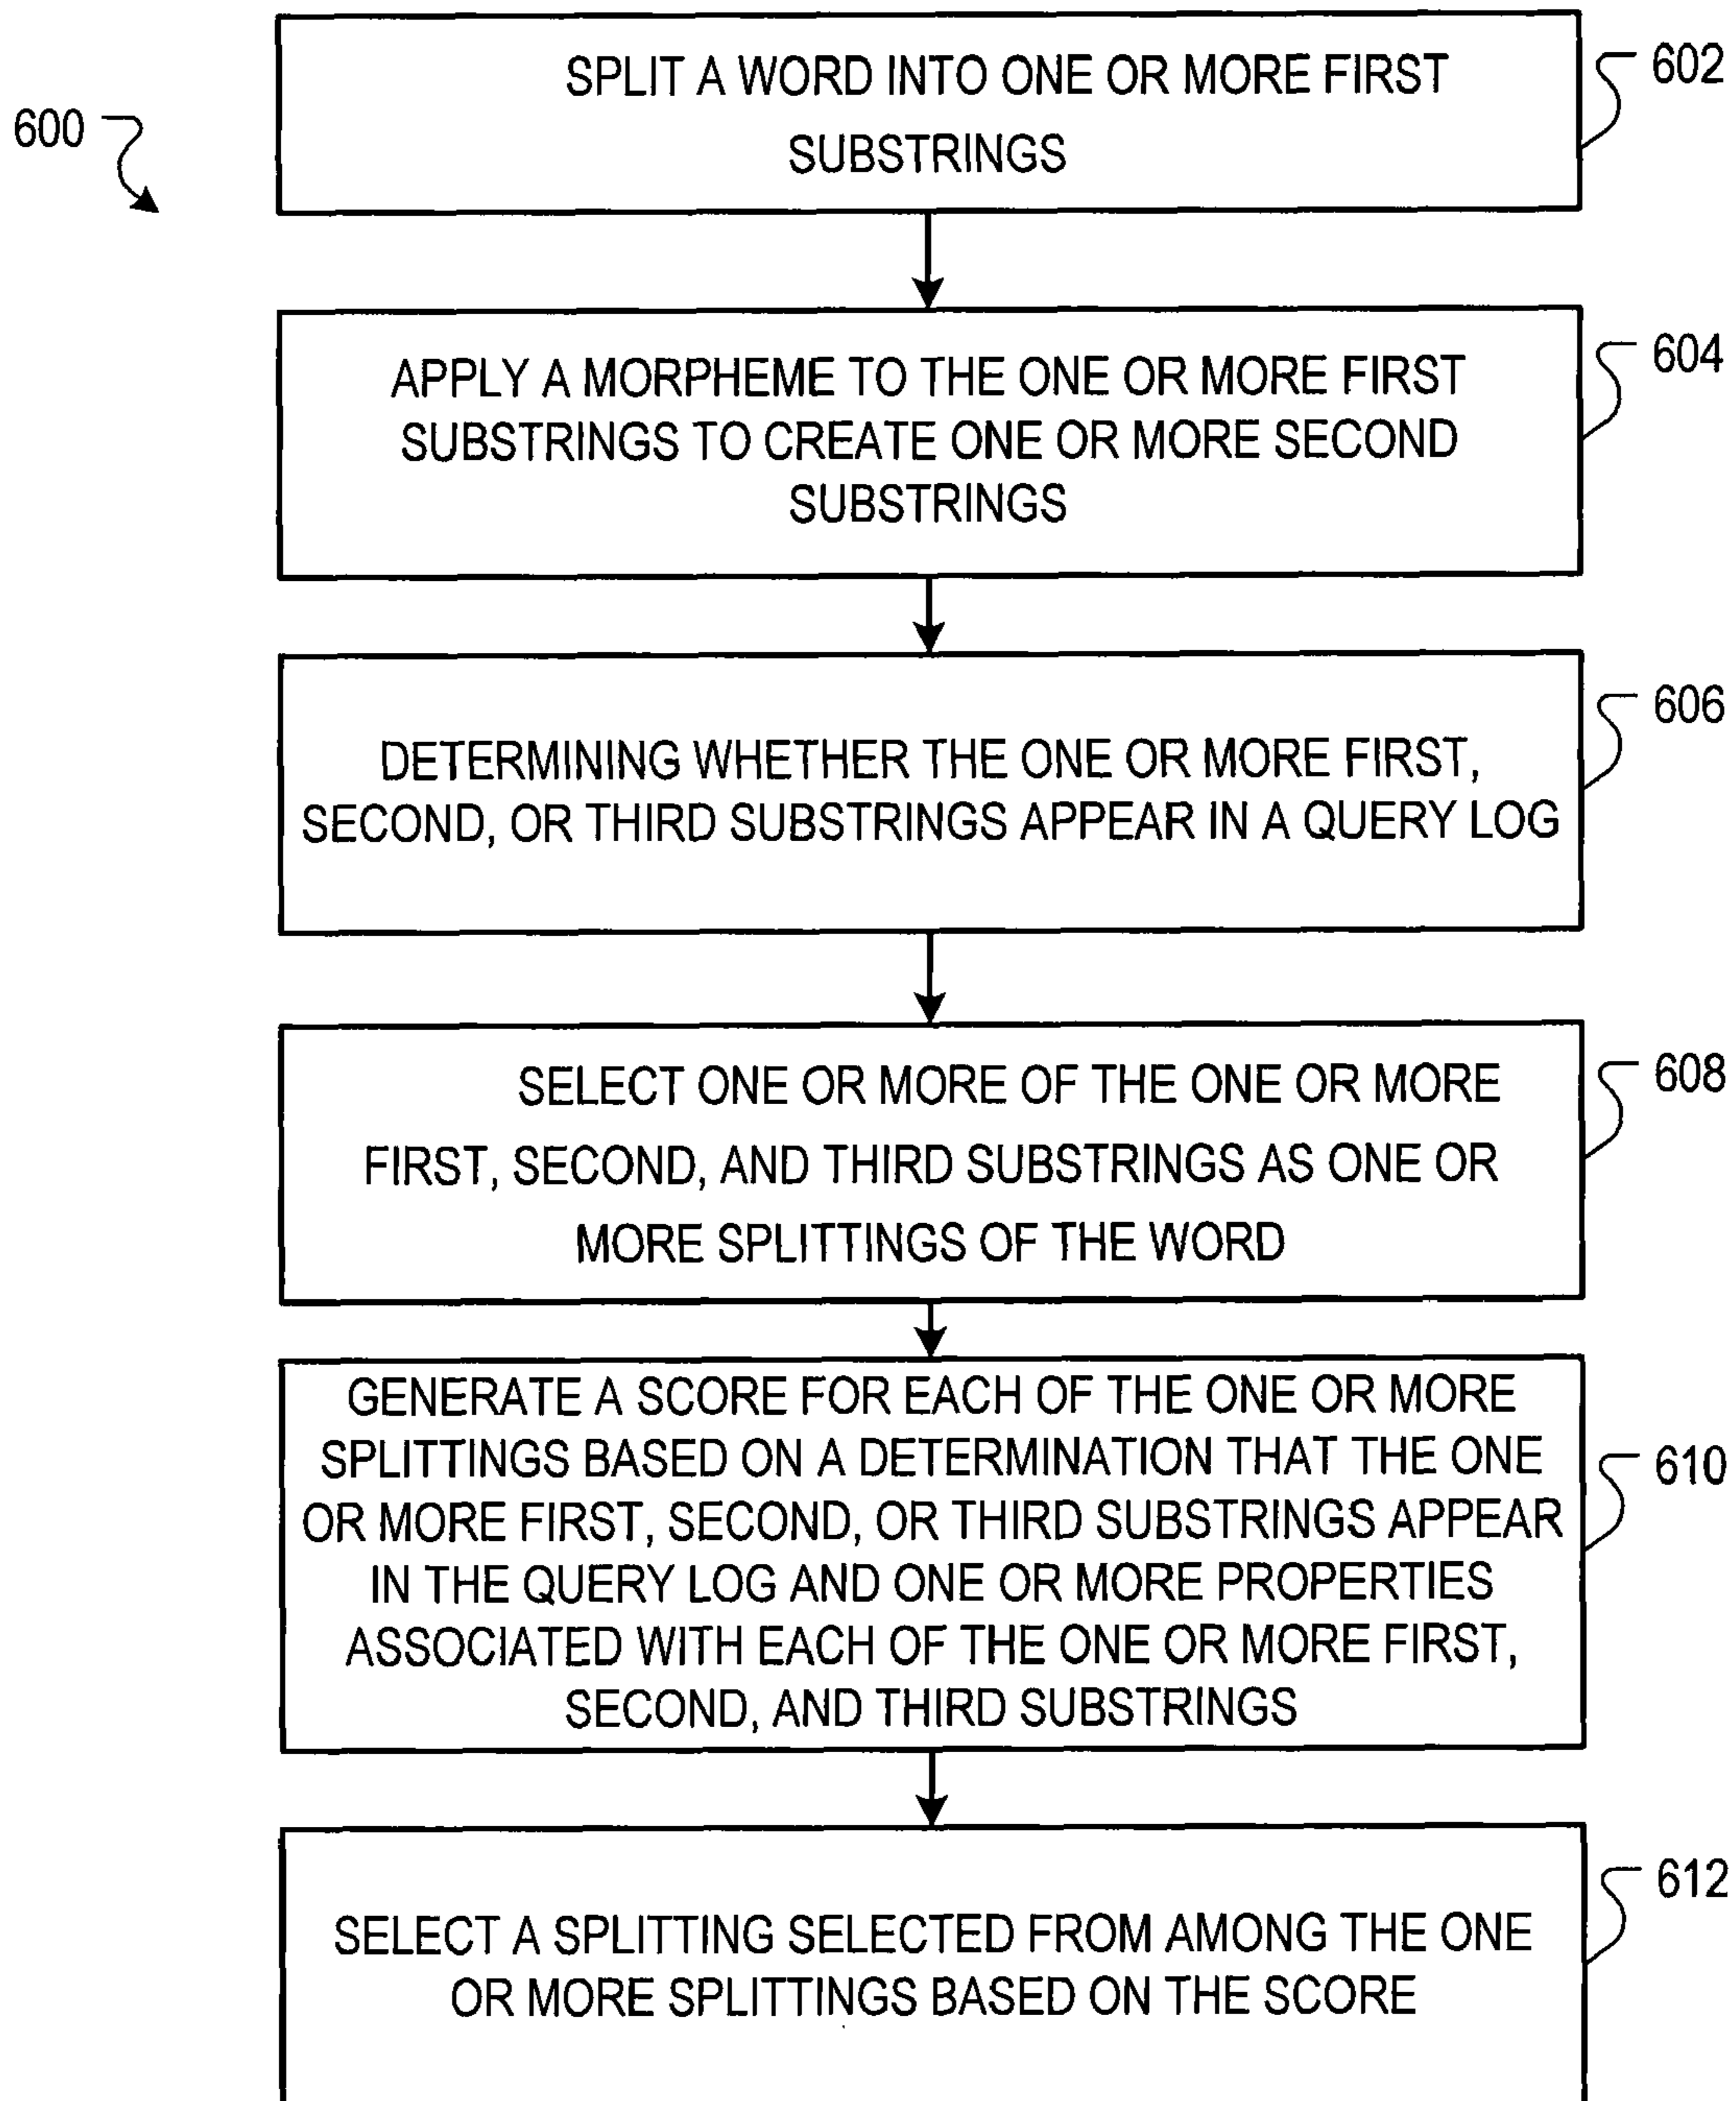 600
SPLIT A WORD INTO ONE OR MORE FIRST
SUBSTRINGS
602
APPLY A MORPHEME TO THE ONE OR MORE FIRST
SUBSTRINGS TO CREATE ONE OR MORE SECOND
SUBSTRINGS
604
DETERMINING WHETHER THE ONE OR MORE FIRST,
SECOND, OR THIRD SUBSTRINGS APPEAR IN A QUERY LOG
606
SELECT ONE OR MORE OF THE ONE OR MORE
FIRST, SECOND, AND THIRD SUBSTRINGS AS ONE OR
MORE SPLITTINGS OF THE WORD
608
GENERATE A SCORE FOR EACH OF THE ONE OR MORE
SPLITTINGS BASED ON A DETERMINATION THAT THE ONE
OR MORE FIRST, SECOND, OR THIRD SUBSTRINGS APPEAR
IN THE QUERY LOG AND ONE OR MORE PROPERTIES
ASSOCIATED WITH EACH OF THE ONE OR MORE FIRST,
SECOND, AND THIRD SUBSTRINGS
610
SELECT A SPLITTING SELECTED FROM AMONG THE ONE
OR MORE SPLITTINGS BASED ON THE SCORE
612